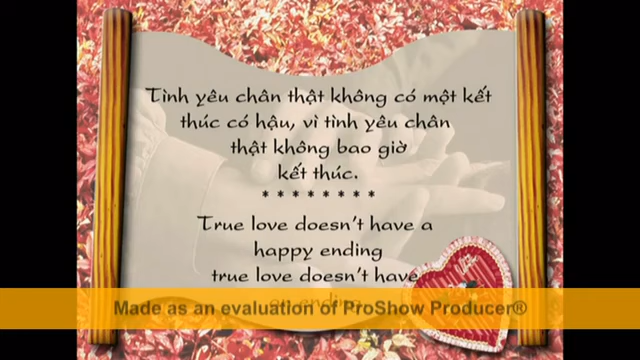 Tình yêu chân thật không có một kết
thúc có hậu, vì tình yêu chân
thật không bao giờ
kết thúc.
* * * * * * * *
True love doesn't have a
happy ending
true love doesn't have
an ending
Made as an evaluation of ProShow Producer®